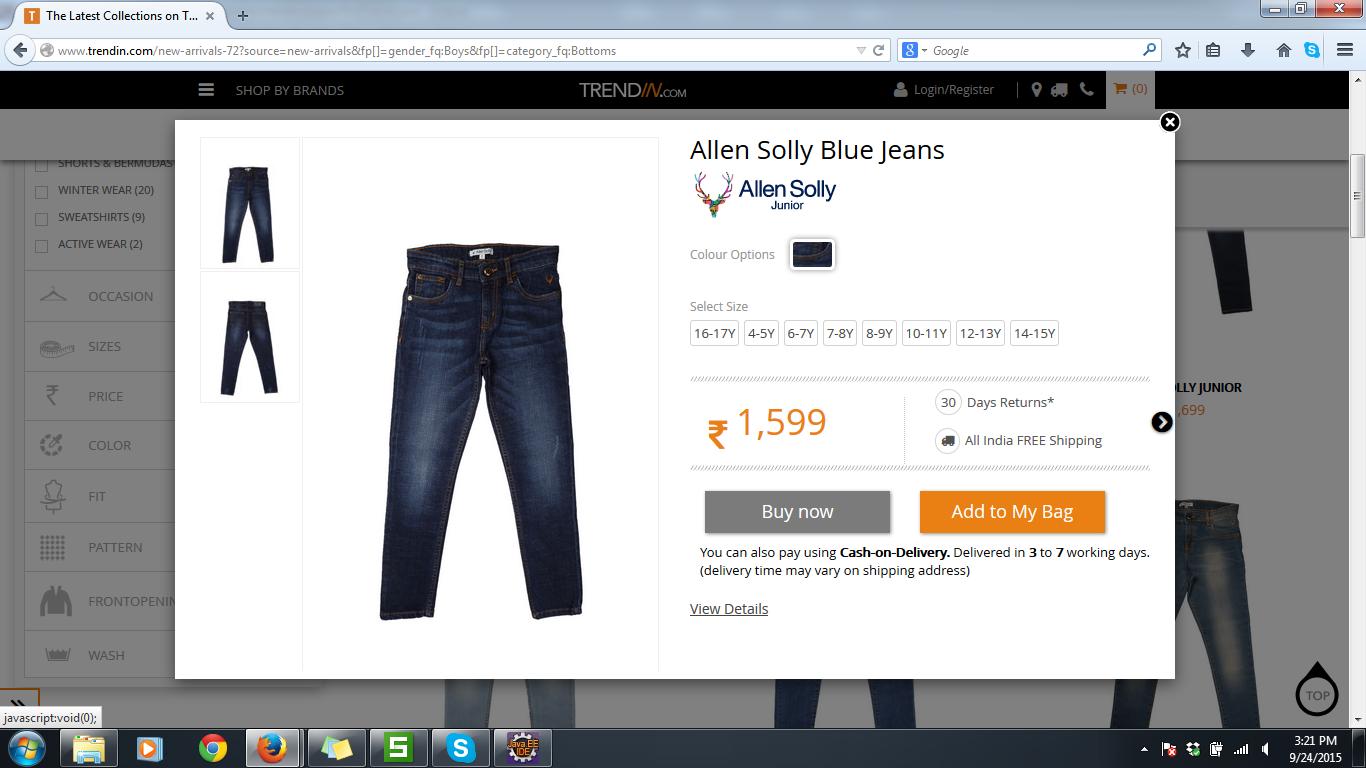 The Latest Collections on T...
www.trendin.com/new-arrivals-72?source=new-arrivals&fp[]=gender_fq:Boys&fp[]=category_fq:Bottoms
Google
SHOP BY BRANDS
TRENDIN.COM
Login/Register
(0)
SHORTS & BERMUDAS
WINTER WEAR (20)
SWEATSHIRTS (9)
ACTIVE WEAR (2)
OCCASION
SIZES
PRICE
COLOR
FIT
PATTERN
FRONTOPENIN
WASH
Allen Solly Blue Jeans
Allen Solly
Junior
Colour Options
Select Size
16-17Y 4-5Y 6-7Y 7-8Y 8-9Y 10-11Y 12-13Y 14-15Y
₹ 1,599
30 Days Returns*
All India FREE Shipping
Buy now
Add to My Bag
You can also pay using Cash-on-Delivery. Delivered in 3 to 7 working days.
(delivery time may vary on shipping address)
View Details
OLLY JUNIOR
,699
TOP
javascript:void(0);
Java EE
IDE
3:21 PM
9/24/2015